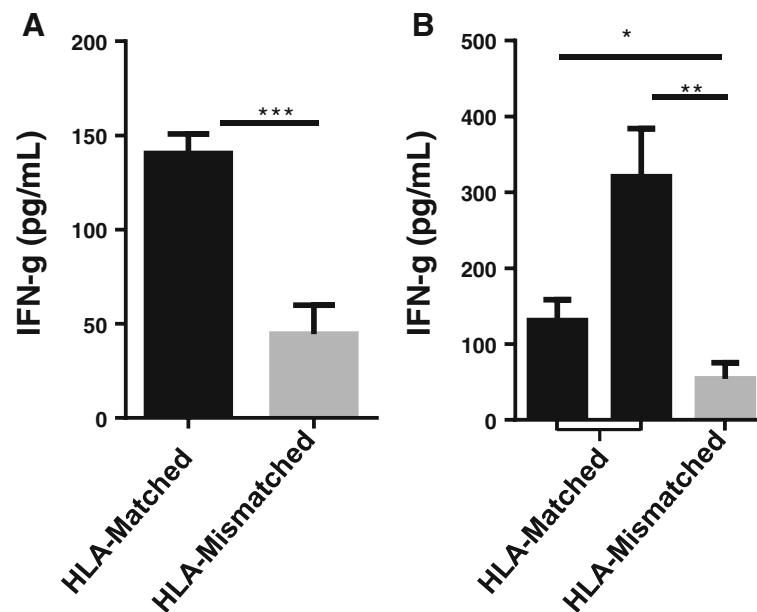 A
IFN-g (pg/mL)
200
150
100
50
0
***
HLA-Matched
HLA-Mismatched
B
IFN-g (pg/mL)
500
400
300
200
100
0
*
**
HLA-Matched
HLA-Mismatched